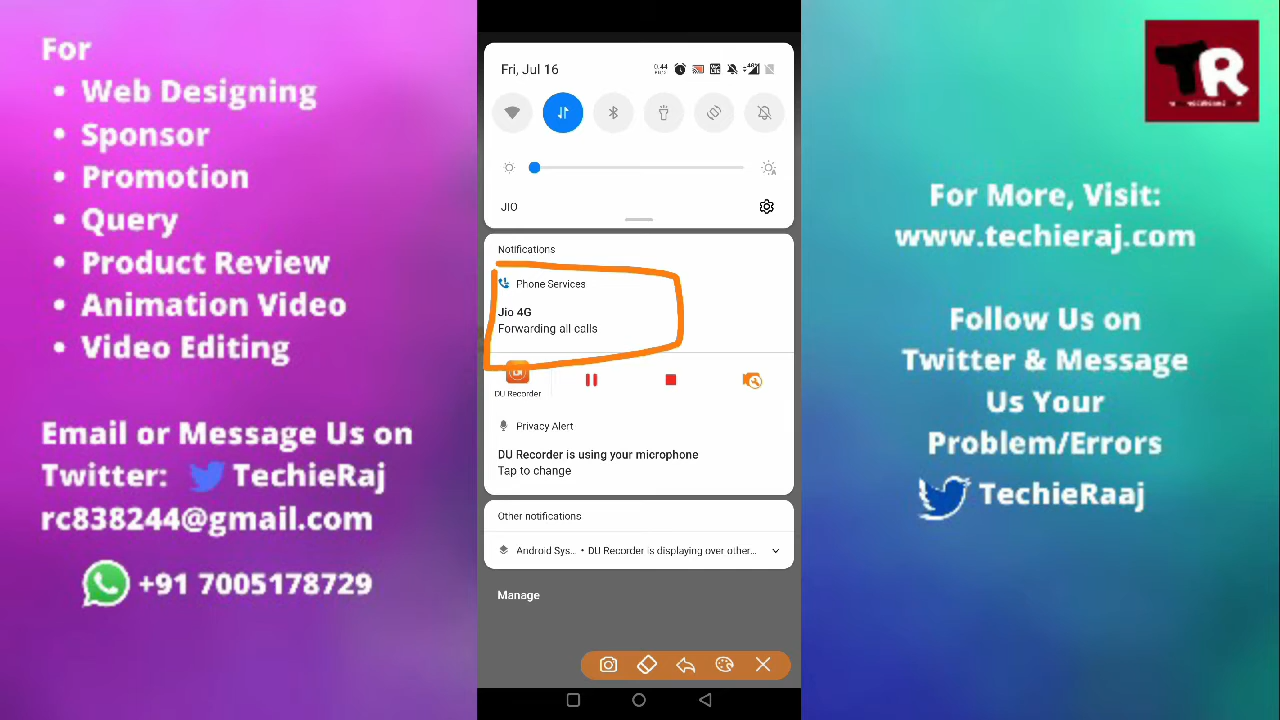 For
• Web Designing
• Sponsor
• Promotion
• Query
• Product Review
• Animation Video
• Video Editing
Email or Message Us on
Twitter: TechieRaj
rc838244@gmail.com
+91 7005178729
Fri, Jul 16
0.44
JIO
Notifications
Phone Services
Jio 4G
Forwarding all calls
DU Recorder
Privacy Alert
DU Recorder is using your microphone
Tap to change
Other notifications
Android Sys... • DU Recorder is displaying over other...
Manage
TR
For More, Visit:
www.techieraj.com
Follow Us on
Twitter & Message
Us Your
Problem/Errors
TechieRaaj